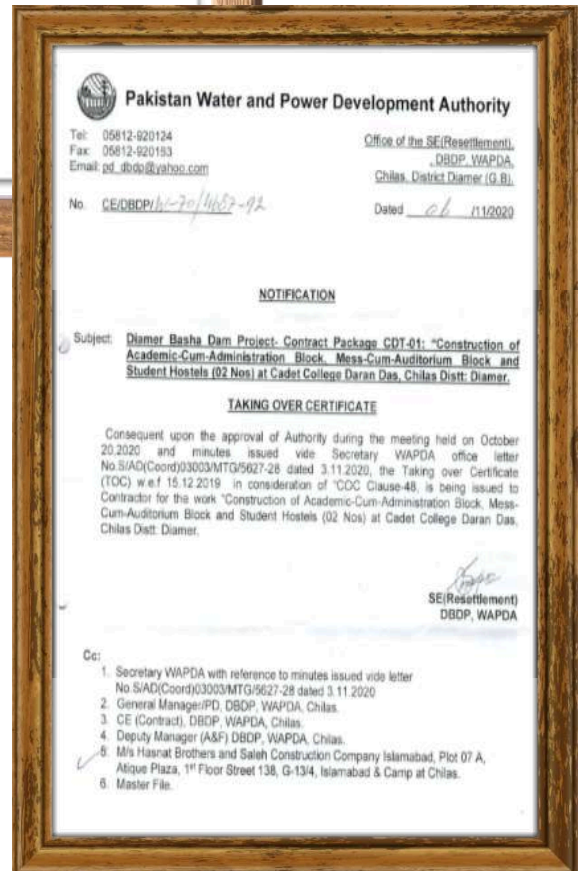 Pakistan Water and Power Development Authority
Tel: 05812-920124
Fax: 05812-920153
Email: pd_dbdp@yahoo.com
Office of the SE(Resettlement),
DBDP, WAPDA,
Chilas, District Diamer (G.B).
No. CE/DBDP/W-70/4687-92
Dated 06 /11/2020
NOTIFICATION
Subject: Diamer Basha Dam Project- Contract Package CDT-01: "Construction of
Academic-Cum-Administration Block, Mess-Cum-Auditorium Block and
Student Hostels (02 Nos) at Cadet College Daran Das, Chilas Distt: Diamer.
TAKING OVER CERTIFICATE
Consequent upon the approval of Authority during the meeting held on October
20,2020 and minutes issued vide Secretary WAPDA office letter
No.S/AD(Coord)03003/MTG/5627-28 dated 3.11.2020, the Taking over Certificate
(TOC) w.e.f 15.12.2019 in consideration of "COC Clause-48, is being issued to
Contractor for the work "Construction of Academic-Cum-Administration Block, Mess-
Cum-Auditorium Block and Student Hostels (02 Nos) at Cadet College Daran Das,
Chilas Distt: Diamer.
SE(Resettlement)
DBDP, WAPDA
Cc:
1. Secretary WAPDA with reference to minutes issued vide letter
No.S/AD(Coord)03003/MTG/5627-28 dated 3.11.2020
2. General Manager/PD, DBDP, WAPDA, Chilas.
3. CE (Contract), DBDP, WAPDA, Chilas.
4. Deputy Manager (A&F) DBDP, WAPDA, Chilas.
5. M/s Hasnat Brothers and Saleh Construction Company Islamabad, Plot 07 A,
Atique Plaza, 1st Floor Street 138, G-13/4, Islamabad & Camp at Chilas.
6. Master File.